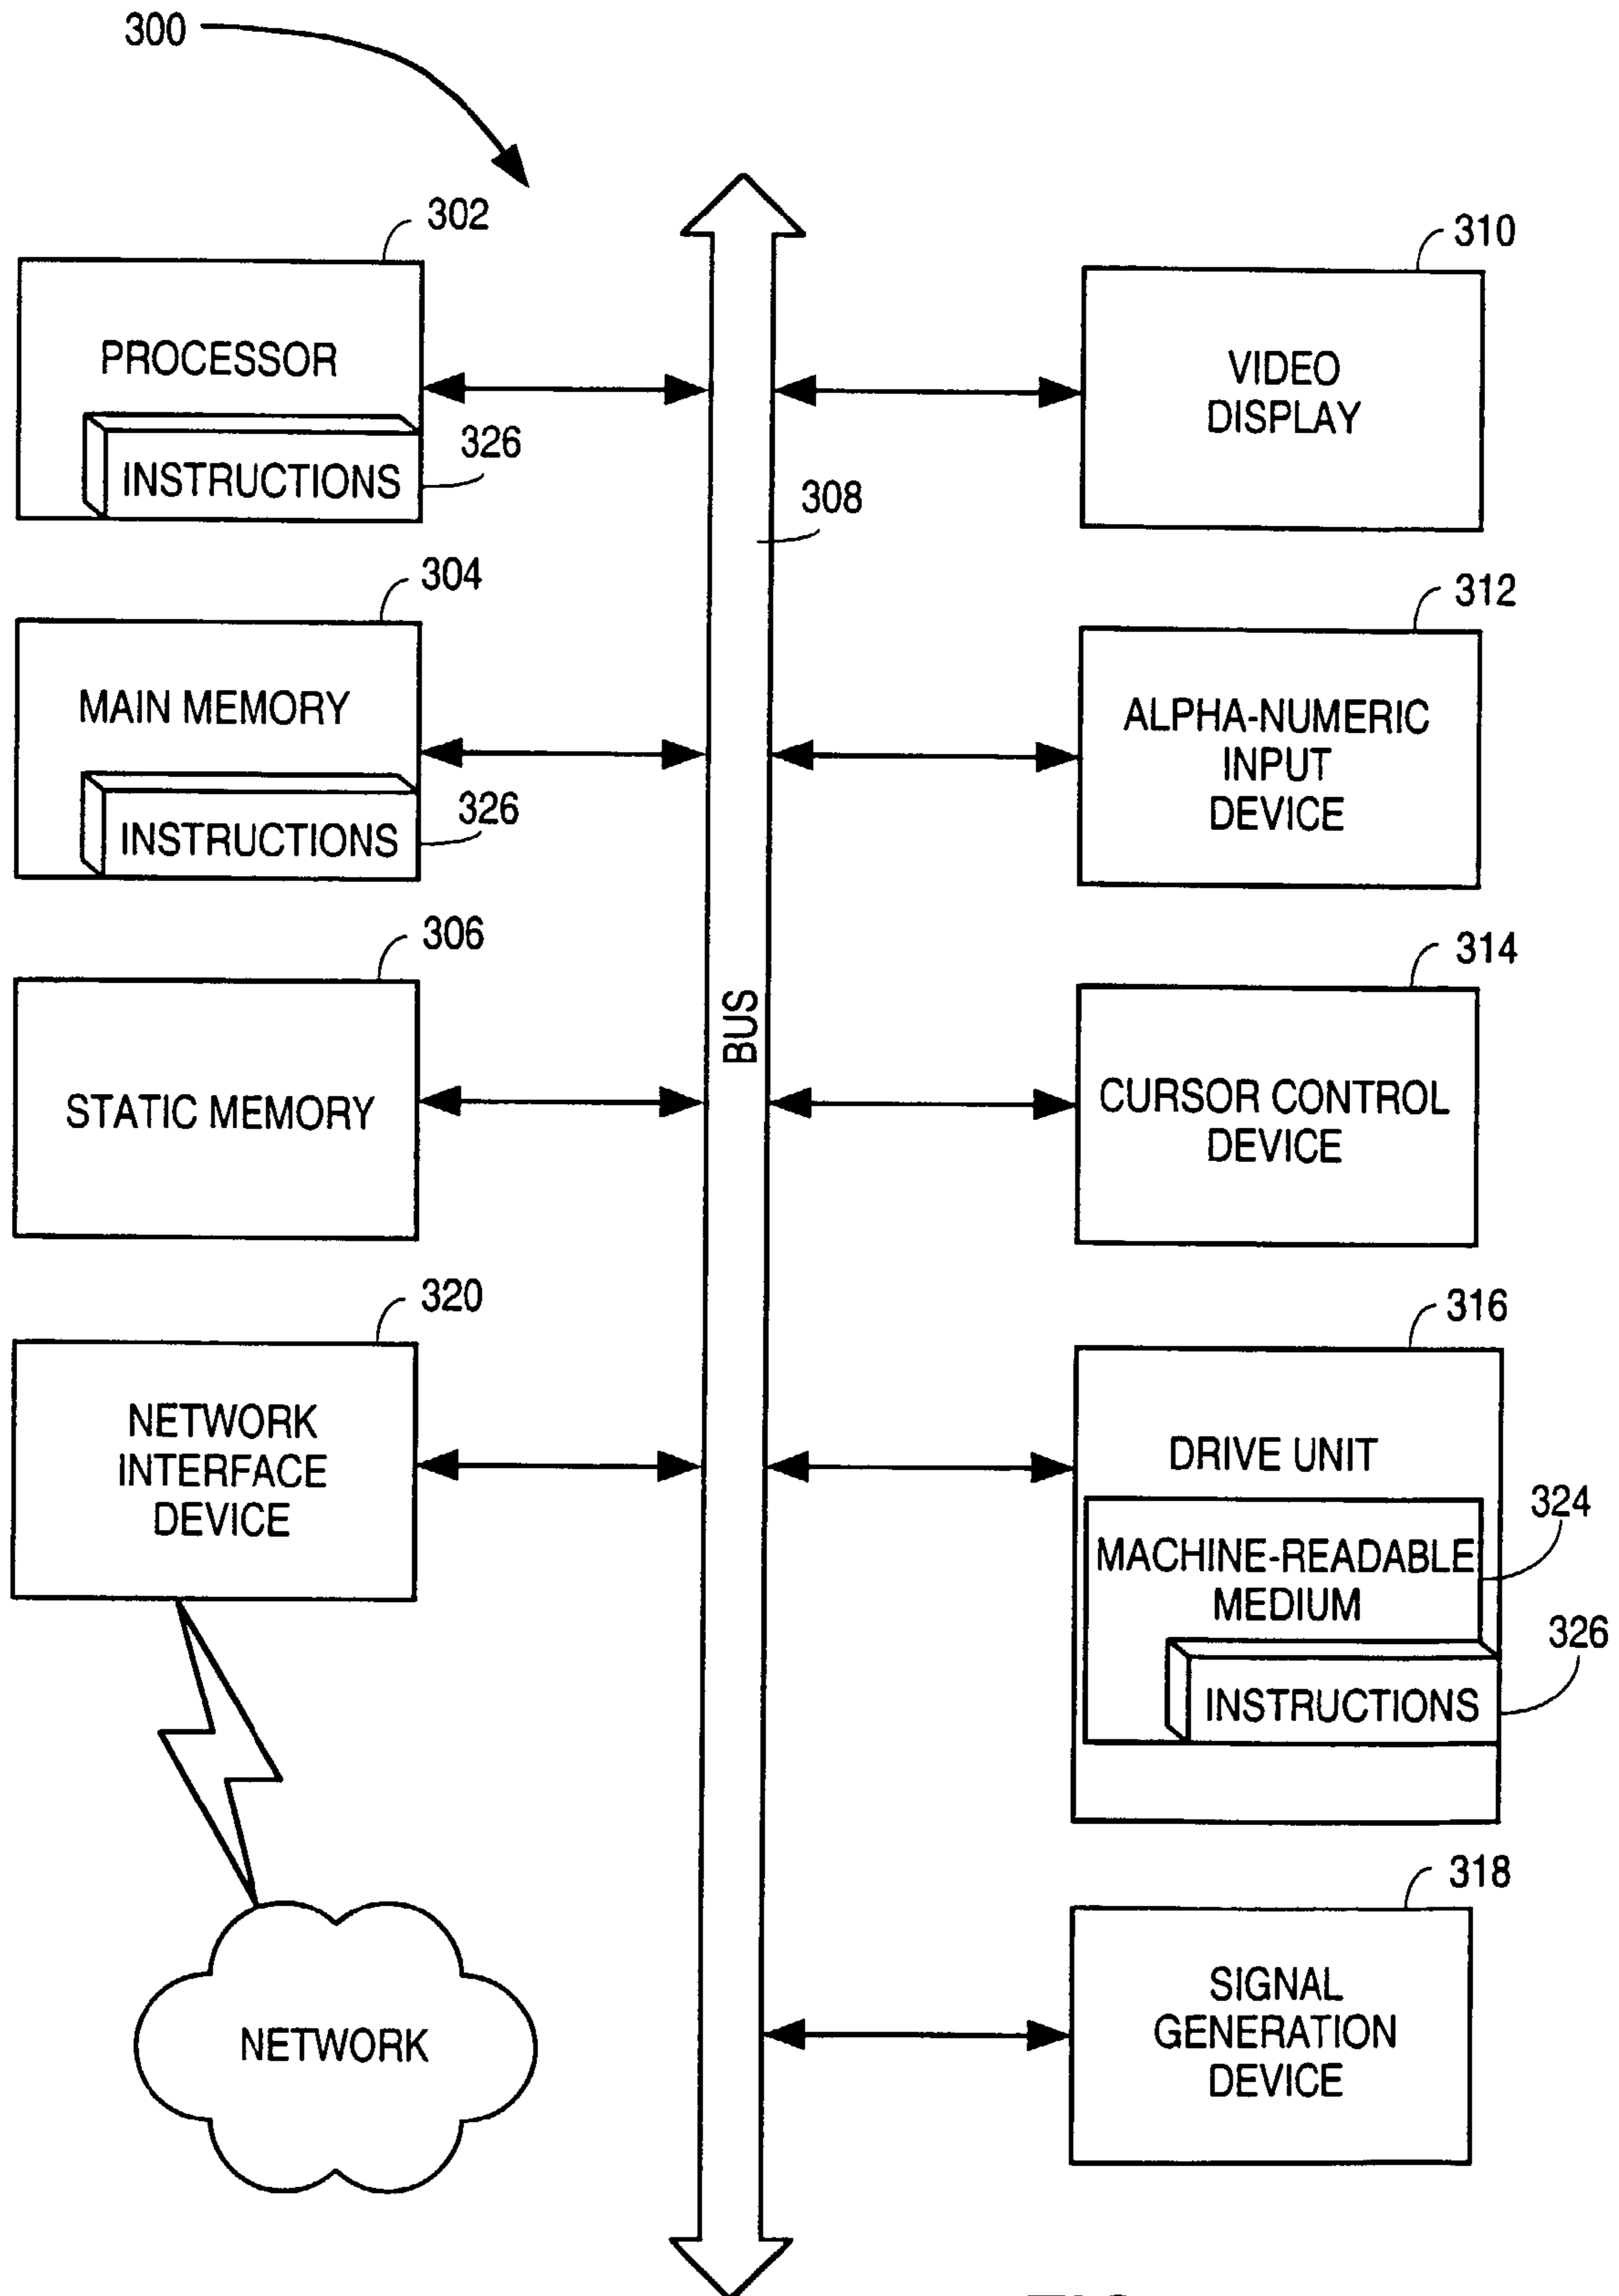 300
302
PROCESSOR
INSTRUCTIONS
326
304
MAIN MEMORY
INSTRUCTIONS
326
306
STATIC MEMORY
320
NETWORK
INTERFACE
DEVICE
NETWORK
308
BUS
310
VIDEO
DISPLAY
312
ALPHA-NUMERIC
INPUT
DEVICE
314
CURSOR CONTROL
DEVICE
316
DRIVE UNIT
324
MACHINE-READABLE
MEDIUM
326
INSTRUCTIONS
318
SIGNAL
GENERATION
DEVICE